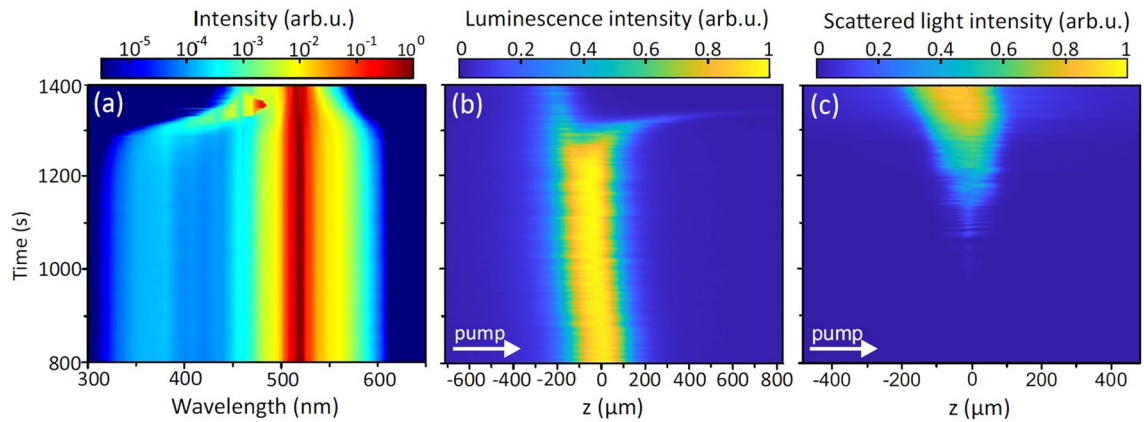 Intensity (arb.u.)
10⁻⁵ 10⁻⁴ 10⁻³ 10⁻² 10⁻¹ 10⁰
Luminescence intensity (arb.u.)
0 0.2 0.4 0.6 0.8 1
Scattered light intensity (arb.u.)
0 0.2 0.4 0.6 0.8 1
(a)
1400
1200
1000
800
Time (s)
300 400 500 600
Wavelength (nm)
(b)
pump
-600 -400 -200 0 200 400 600 800
z (µm)
(c)
pump
-400 -200 0 200 400
z (µm)